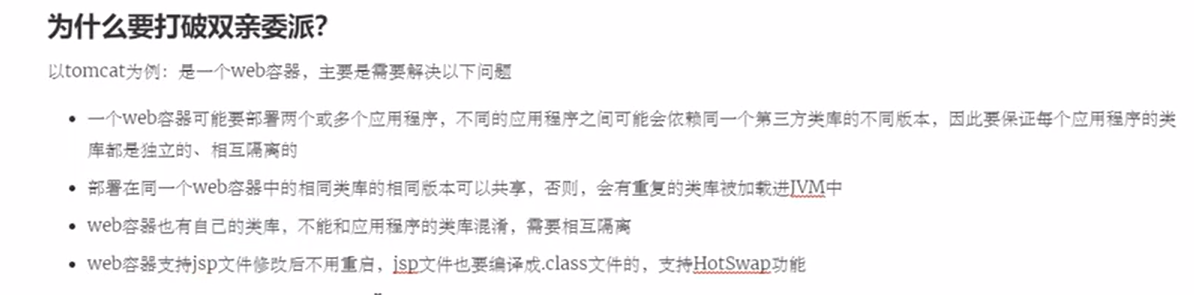 为什么要打破双亲委派?
以tomcat为例：是一个web容器，主要是需要解决以下问题
一个web容器可能要部署两个或多个应用程序，不同的应用程序之间可能会依赖同一个第三方类库的不同版本，因此要保证每个应用程序的类
库都是独立的、相互隔离的
部署在同一个web容器中的相同类库的相同版本可以共享，否则，会有重复的类库被加载进JVM中
web容器也有自己的类库，不能和应用程序的类库混淆，需要相互隔离
web容器支持jsp文件修改后不用重启，jsp文件也要编译成.class文件的，支持HotSwap功能